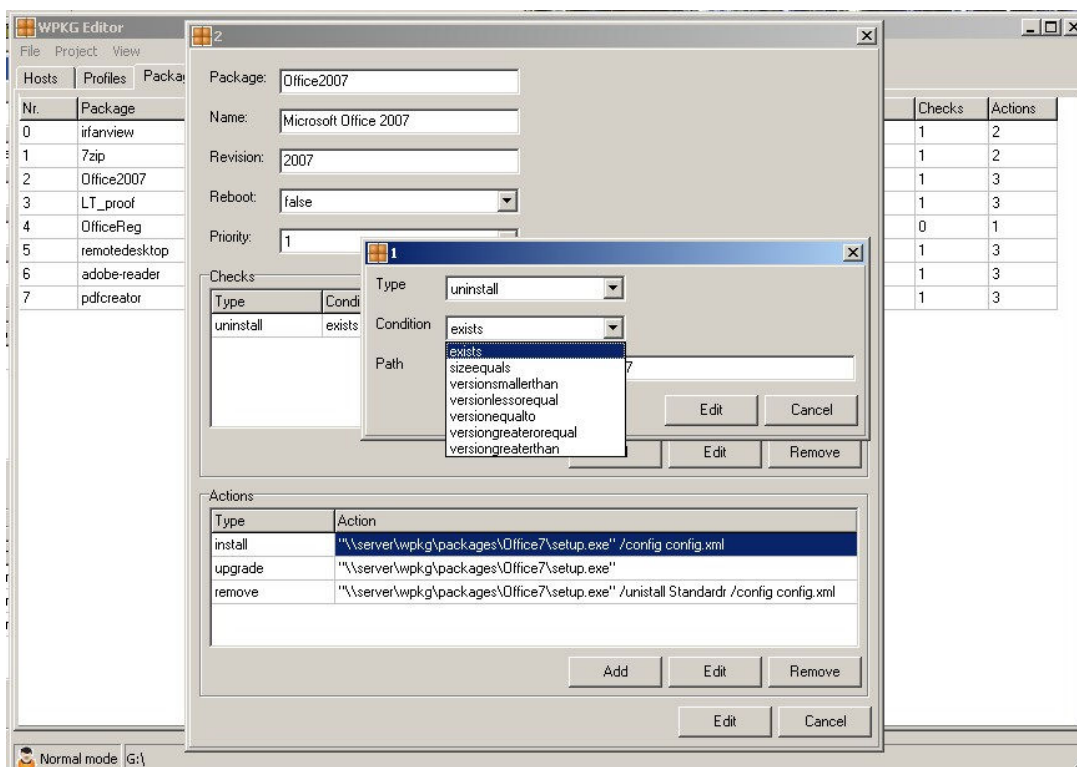 WPKG Editor
File Project View
Hosts Profiles
Nr. Package Checks Actions
0 irfanview 1 2
1 7zip 1 2
2 Office2007 1 3
3 LT_proof 1 3
4 OfficeReg 0 1
5 remotedesktop 1 3
6 adobe-reader 1 3
7 pdfcreator 1 3
2
Package: Office2007
Name: Microsoft Office 2007
Revision: 2007
Reboot: false
Priority: 1
Checks
Type
uninstall exists
1
Type uninstall
Condition exists
exists
sizeequals
versionsmallerthan
versionlessorequal
versionequalto
versiongreaterorequal
versiongreaterthan
Path 7
Edit Cancel
Edit Remove
Actions
Type Action
install "\\server\wpkg\packages\Office7\setup.exe" /config config.xml
upgrade "\\server\wpkg\packages\Office7\setup.exe"
remove "\\server\wpkg\packages\Office7\setup.exe" /unistall Standardr /config config.xml
Add Edit Remove
Edit Cancel
Normal mode G:\